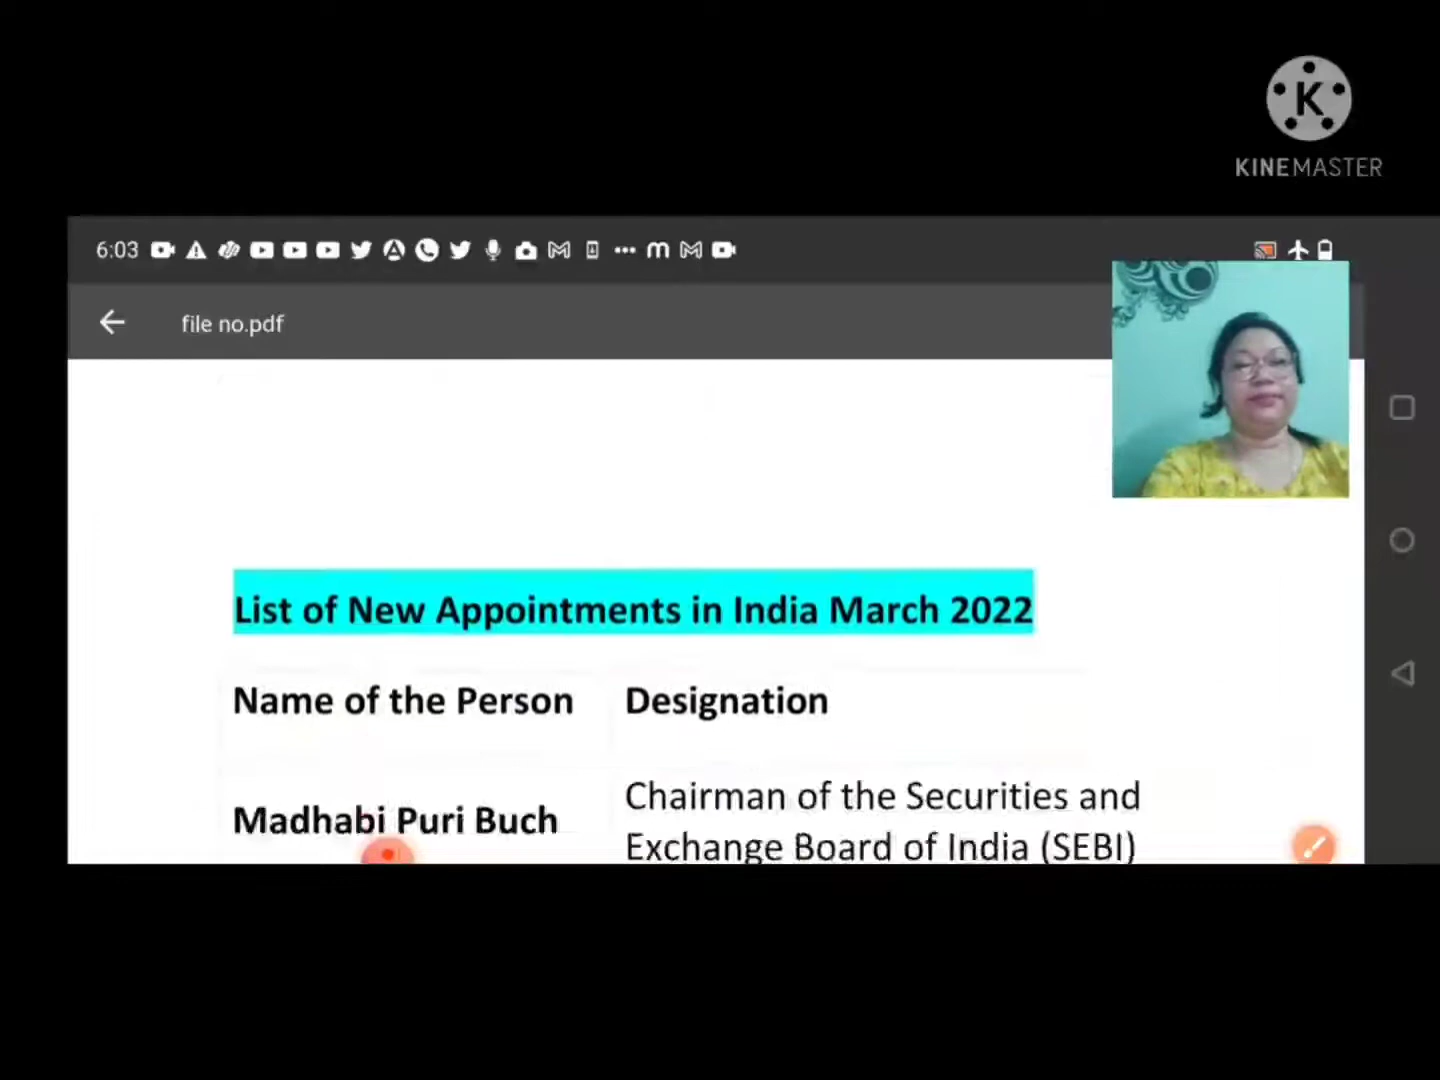 K
KINEMASTER
6:03
file no.pdf
List of New Appointments in India March 2022
Name of the Person Designation
Madhabi Puri Buch Chairman of the Securities and
Exchange Board of India (SEBI)